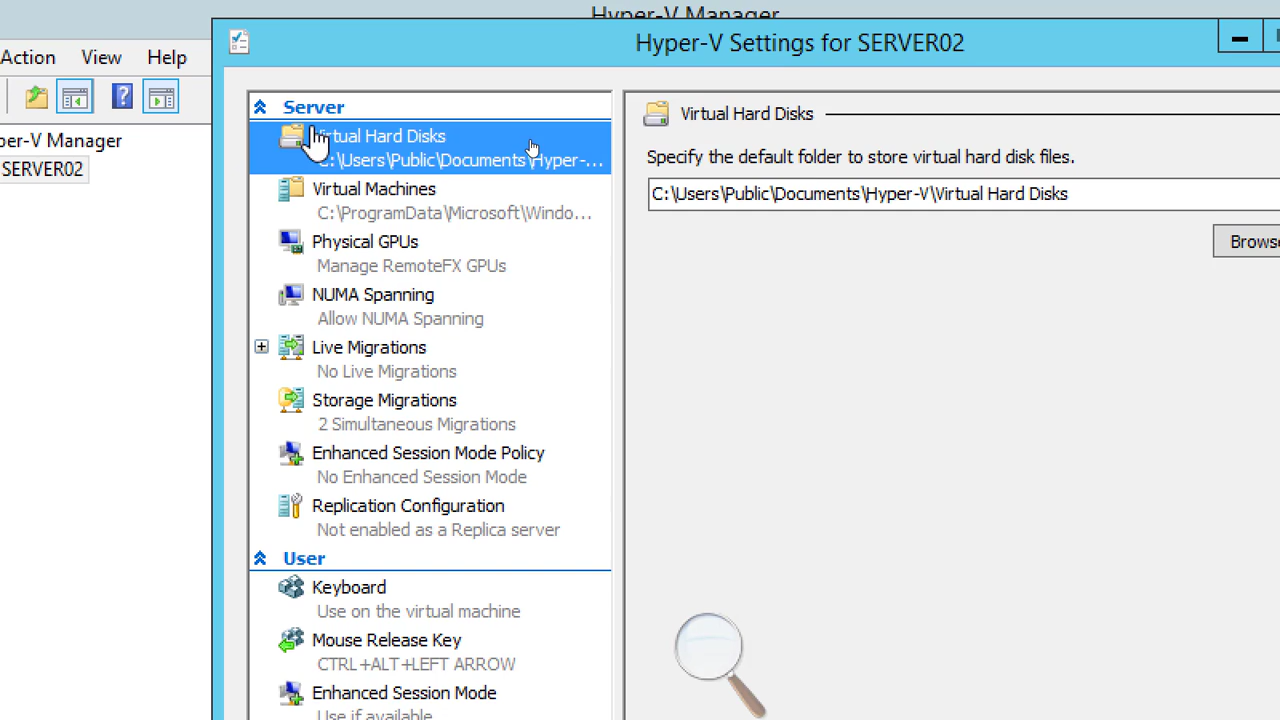 Hyper-V Manager
Hyper-V Settings for SERVER02
Action View Help
per-V Manager
SERVER02
Server
Virtual Hard Disks
C:\Users\Public\Documents\Hyper-...
Virtual Machines
C:\ProgramData\Microsoft\Windo...
Physical GPUs
Manage RemoteFX GPUs
NUMA Spanning
Allow NUMA Spanning
Live Migrations
No Live Migrations
Storage Migrations
2 Simultaneous Migrations
Enhanced Session Mode Policy
No Enhanced Session Mode
Replication Configuration
Not enabled as a Replica server
User
Keyboard
Use on the virtual machine
Mouse Release Key
CTRL+ALT+LEFT ARROW
Enhanced Session Mode
Use if available
Virtual Hard Disks
Specify the default folder to store virtual hard disk files.
C:\Users\Public\Documents\Hyper-V\Virtual Hard Disks
Browse